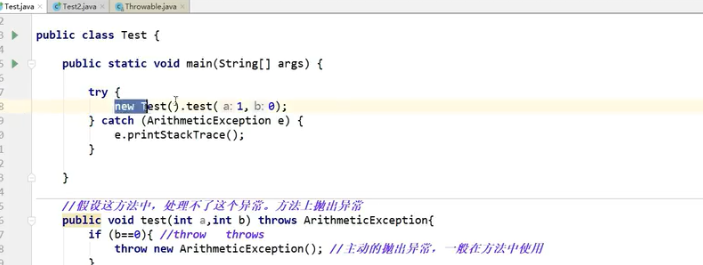 Test.java × Test2.java × Throwable.java ×
public class Test {
public static void main(String[] args) {
try {
new Test().test( a: 1, b: 0);
} catch (ArithmeticException e) {
e.printStackTrace();
}
}
//假设这方法中，处理不了这个异常。方法上抛出异常
public void test(int a,int b) throws ArithmeticException{
if (b==0){ //throw throws
throw new ArithmeticException(); //主动的抛出异常，一般在方法中使用
}